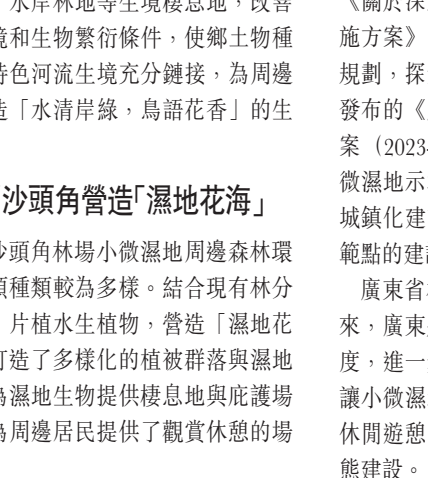 水岸林地等生境棲息地，改善
境和生物繁衍條件，使鄉土物種
特色河流生境充分鏈接，為周邊
造「水清岸綠，鳥語花香」的生
沙頭角營造「濕地花海」
沙頭角林場小微濕地周邊森林環
類種類較為多樣。結合現有林分
片植水生植物，營造「濕地花
打造了多樣化的植被群落與濕地
為濕地生物提供棲息地與庇護場
為周邊居民提供了觀賞休憩的場
《關於探
施方案》
規劃，探
發布的《
案（2023
微濕地示
城鎮化建
範點的建
廣東省
來，廣東
度，進一
讓小微濕
休閒遊憩
態建設。